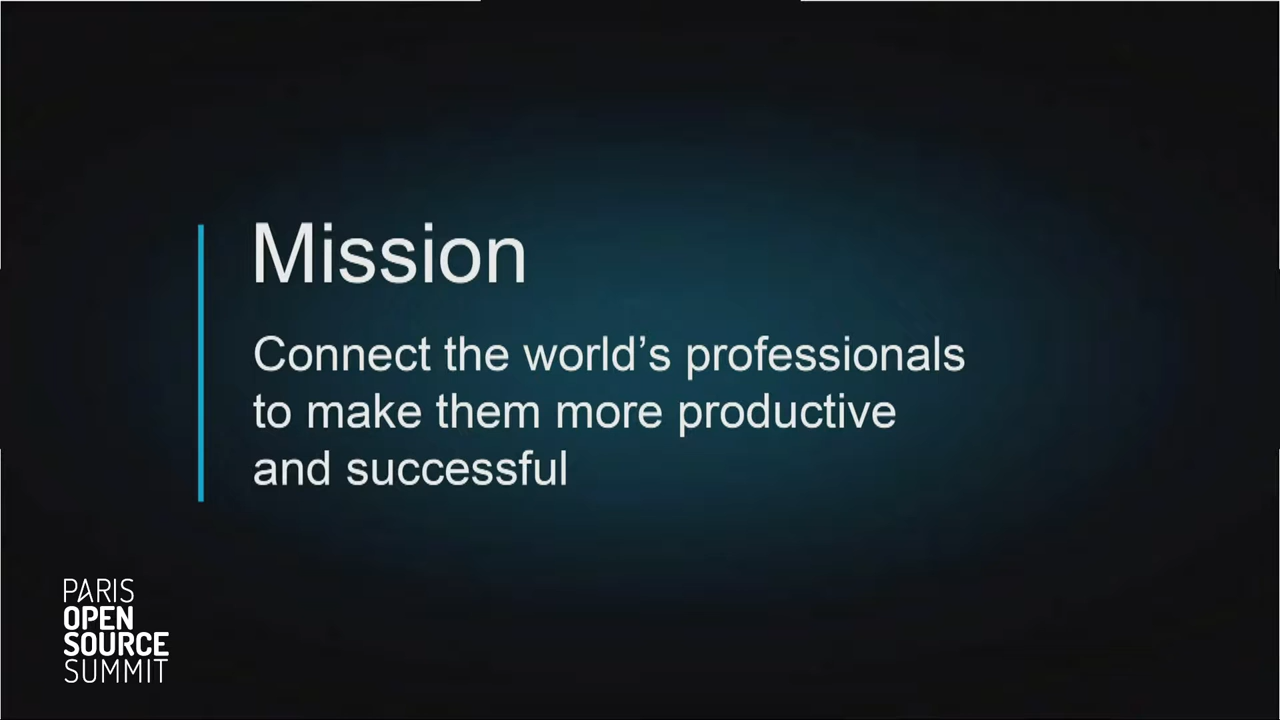 Mission
Connect the world’s professionals
to make them more productive
and successful
PARIS
OPEN
SOURCE
SUMMIT